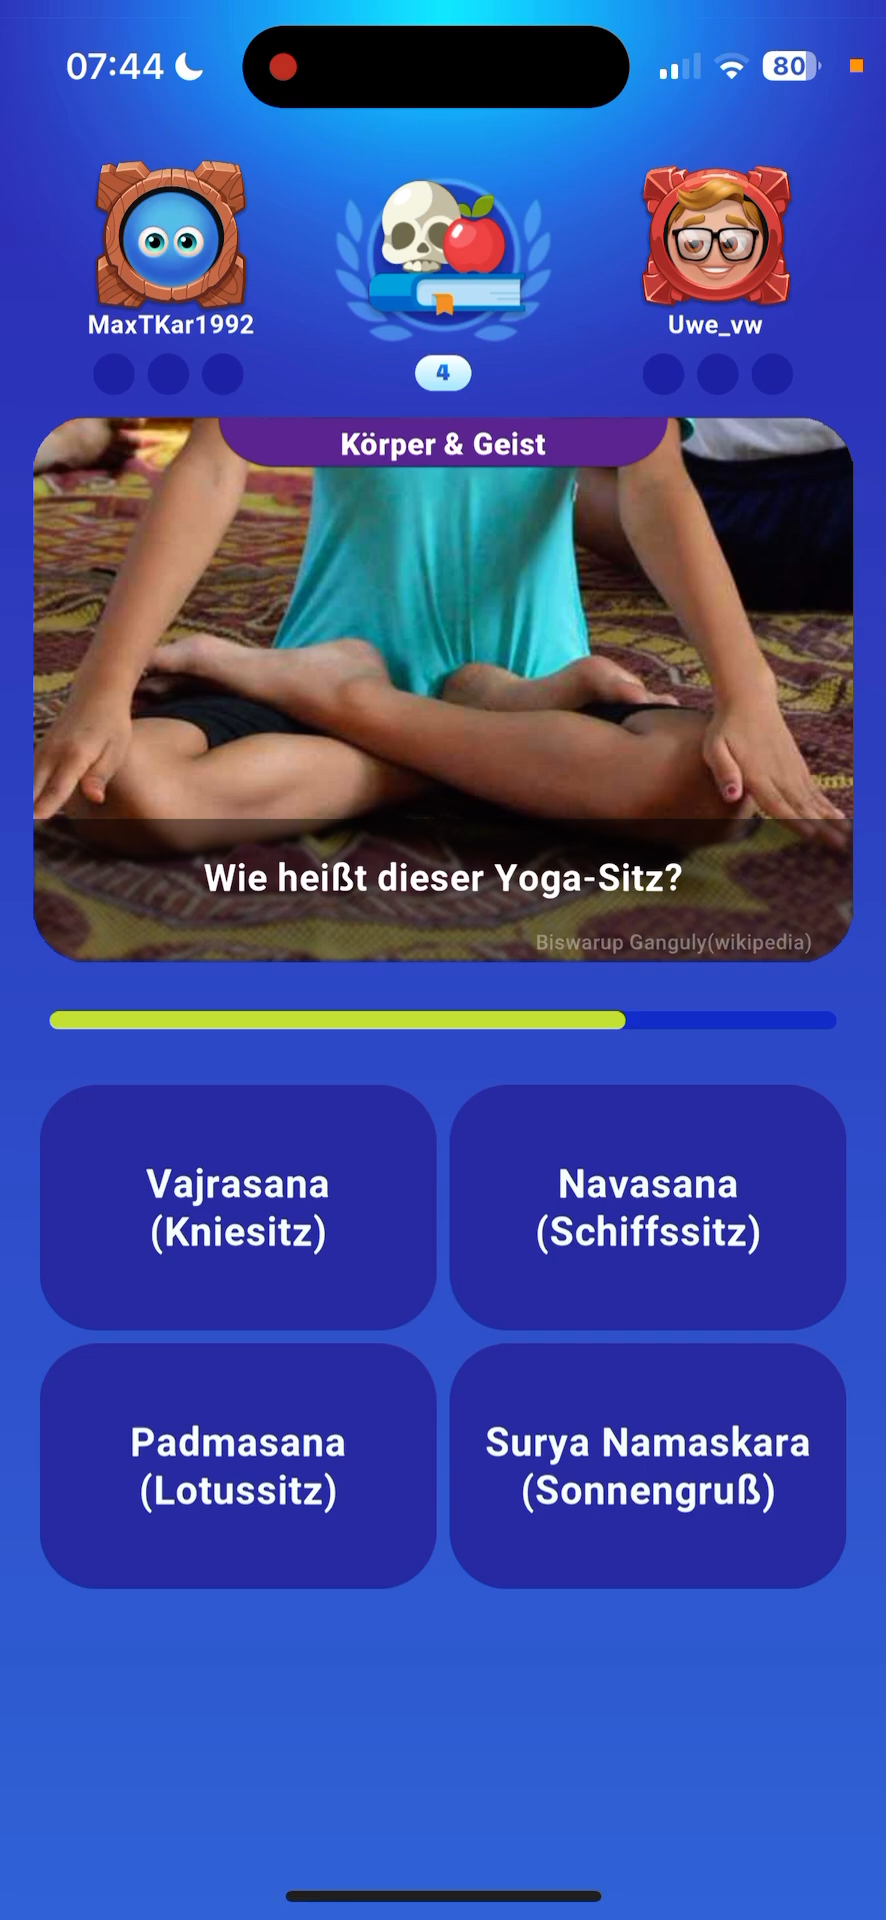 07:44
80
MaxTKar1992
Uwe_vw
4
Körper & Geist
Wie heißt dieser Yoga-Sitz?
Biswarup Ganguly(wikipedia)
Vajrasana
(Kniesitz)
Navasana
(Schiffssitz)
Padmasana
(Lotussitz)
Surya Namaskara
(Sonnengruß)